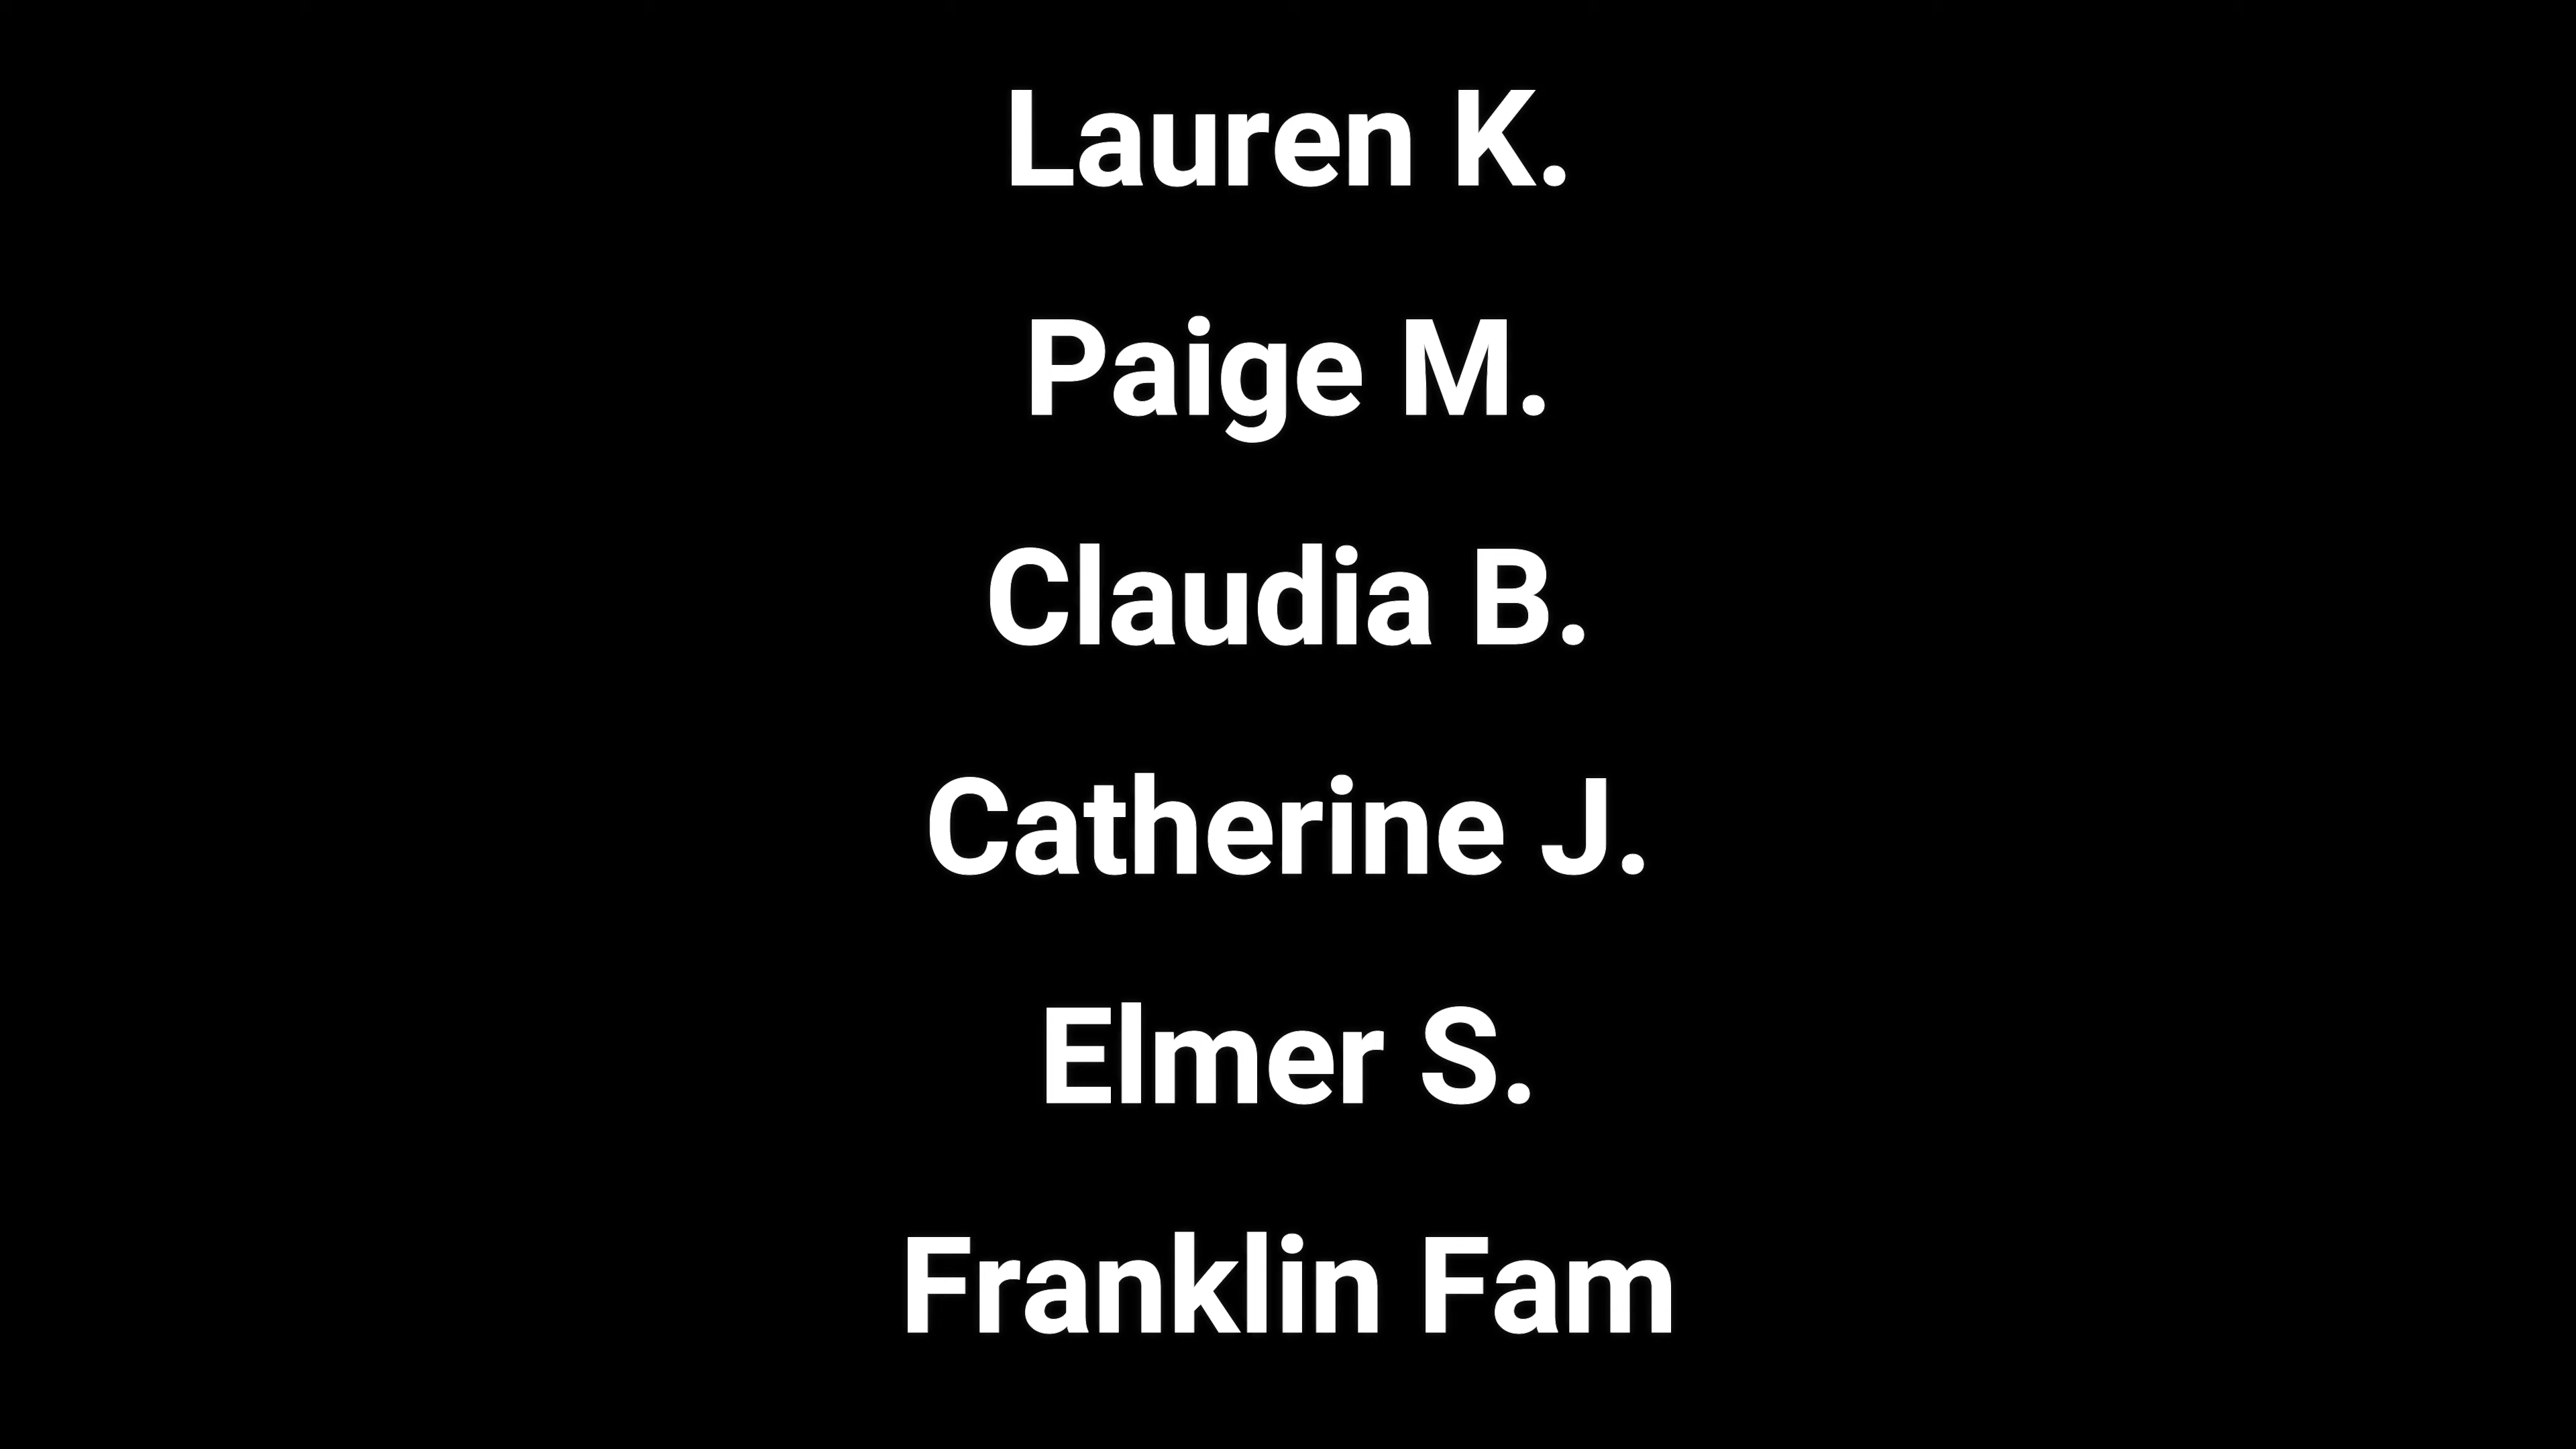 Lauren K.
Paige M.
Claudia B.
Catherine J.
Elmer S.
Franklin Fam